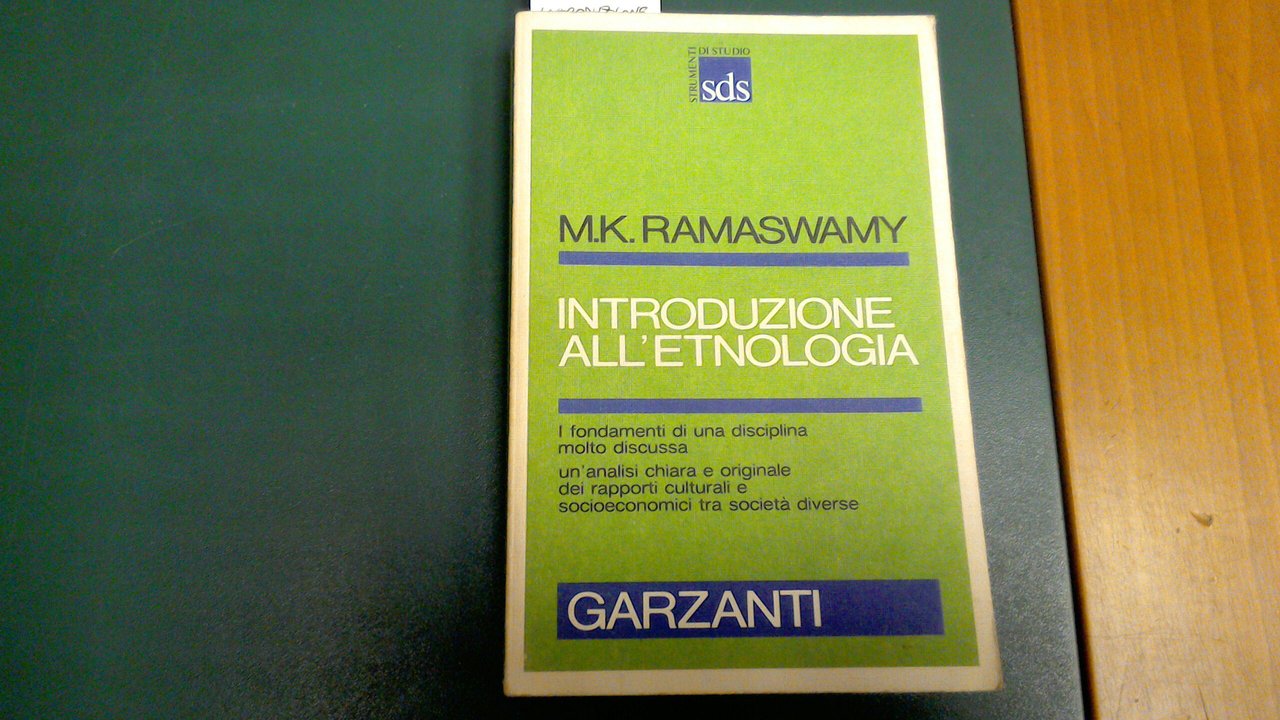 INTRODUZIONE
STRUMENTI
DI STUDIO
sds
M.K. RAMASWAMY
INTRODUZIONE
ALL'ETNOLOGIA
I fondamenti di una disciplina
molto discussa
un'analisi chiara e originale
dei rapporti culturali e
socioeconomici tra società diverse
GARZANTI